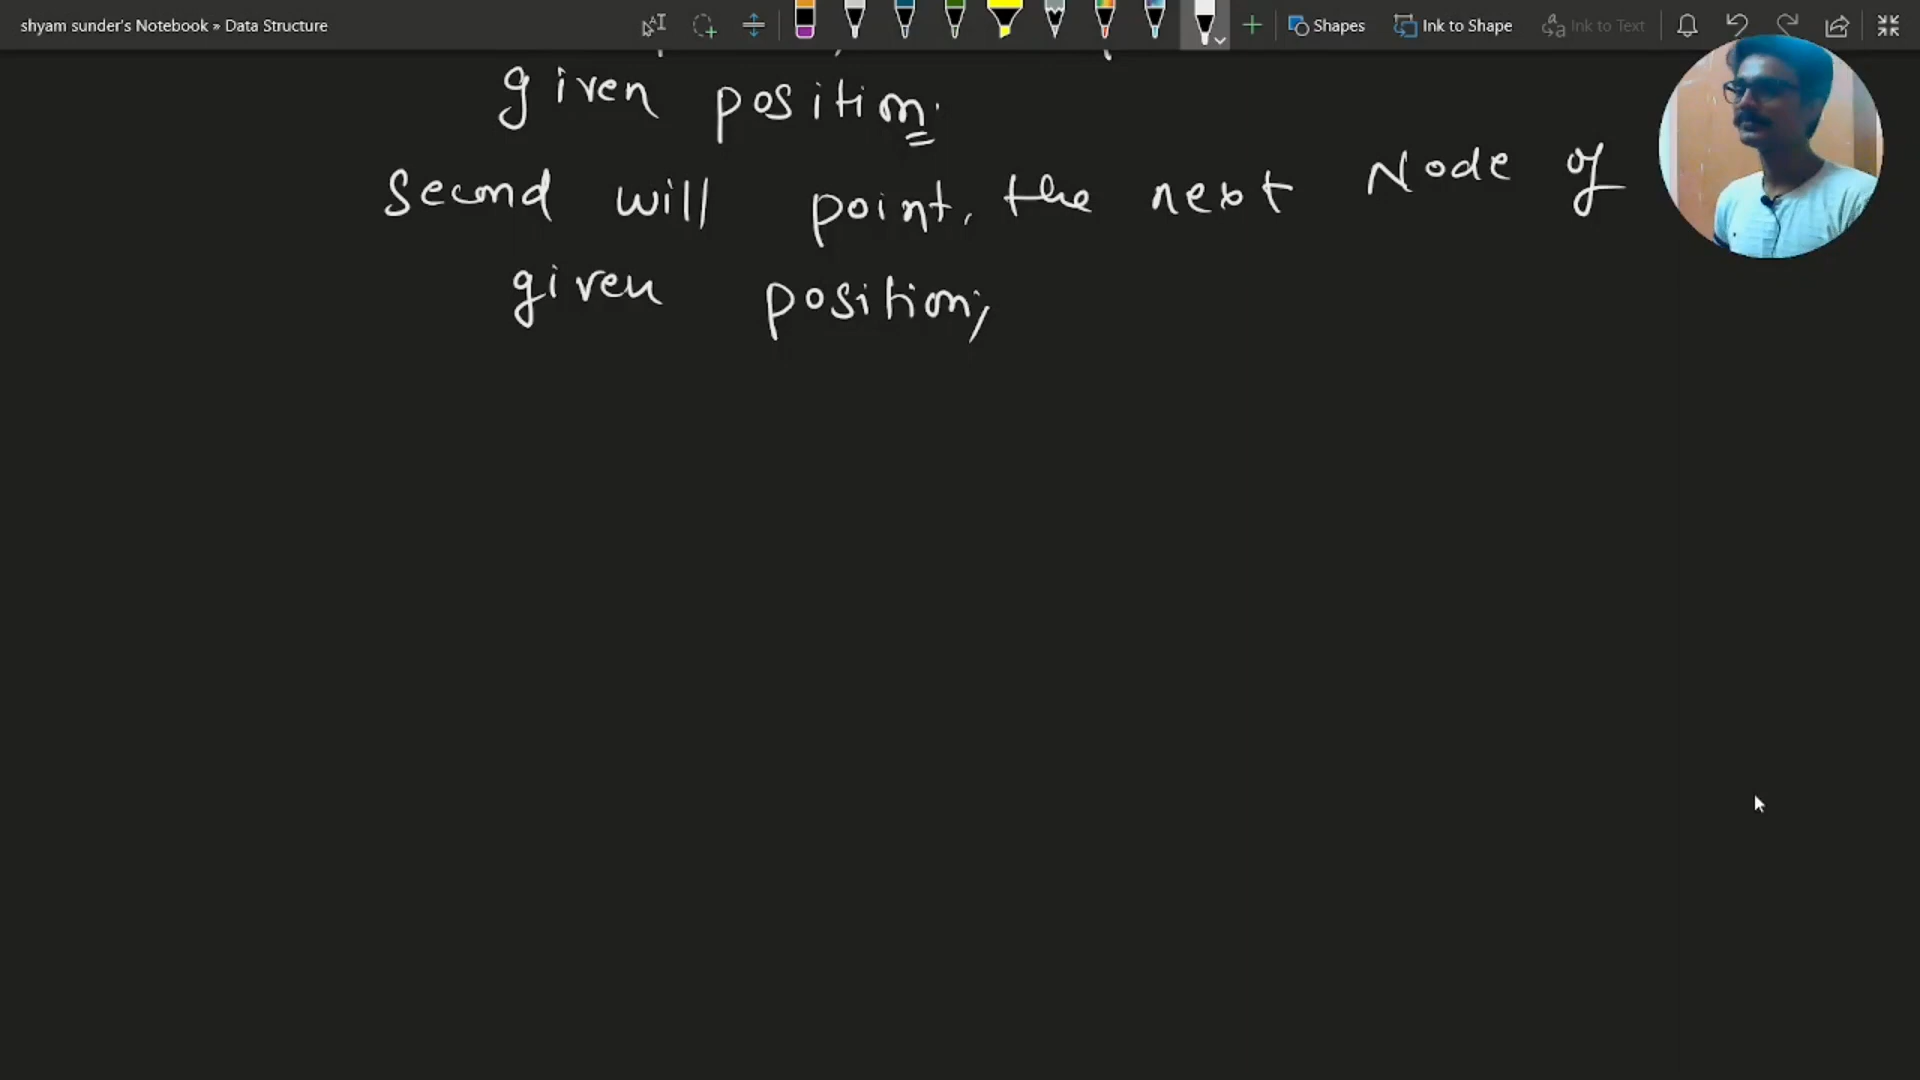 shyam sunder's Notebook » Data Structure
Shapes
Ink to Shape
Ink to Text
given position.
Second will point. the next Node of
given position;